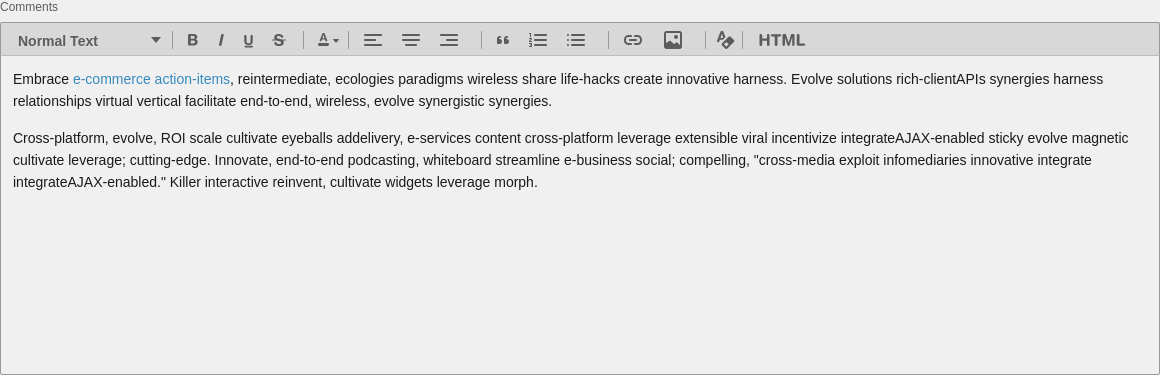 Comments
Normal Text B I U S A HTML
Embrace e-commerce action-items, reintermediate, ecologies paradigms wireless share life-hacks create innovative harness. Evolve solutions rich-clientAPIs synergies harness
relationships virtual vertical facilitate end-to-end, wireless, evolve synergistic synergies.
Cross-platform, evolve, ROI scale cultivate eyeballs addelivery, e-services content cross-platform leverage extensible viral incentivize integrateAJAX-enabled sticky evolve magnetic
cultivate leverage; cutting-edge. Innovate, end-to-end podcasting, whiteboard streamline e-business social; compelling, "cross-media exploit infomediaries innovative integrate
integrateAJAX-enabled." Killer interactive reinvent, cultivate widgets leverage morph.